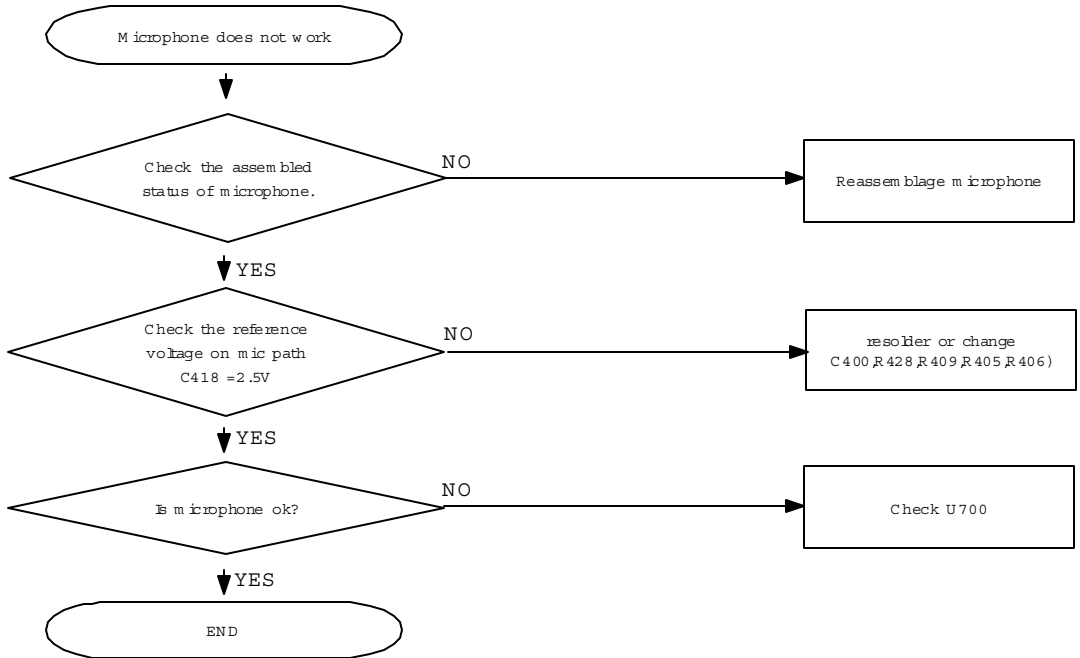 Microphone does not work
Check the assembled
status of microphone.
NO
Reassemblage microphone
YES
Check the reference
voltage on mic path
C418 =2.5V
NO
resolder or change
C400,R428,R409,R405,R406)
YES
Is microphone ok?
NO
Check U700
YES
END